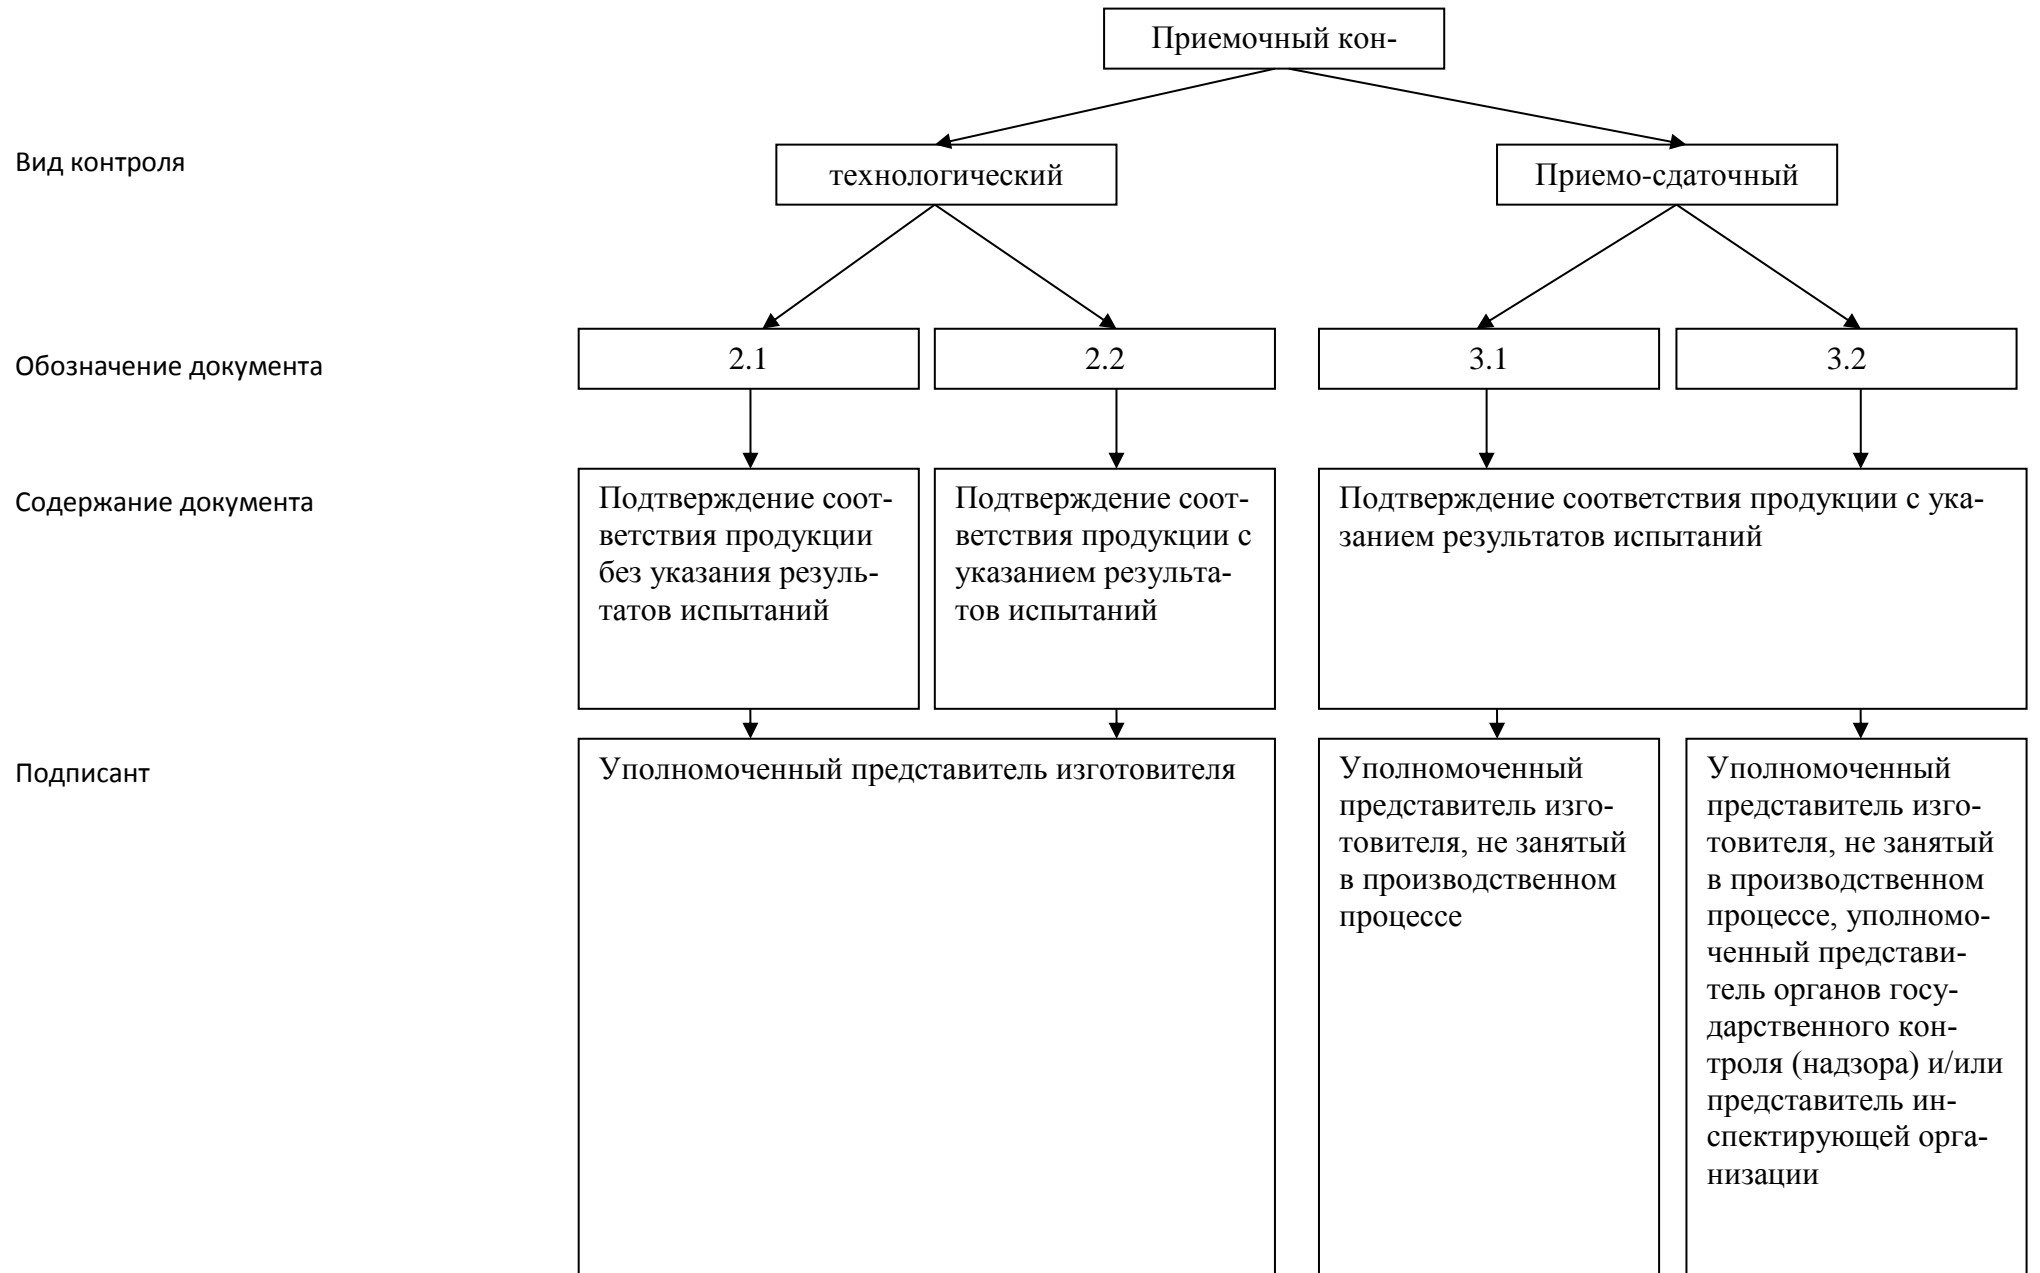 Приемочный кон-
Вид контроля
технологический
Приемо-сдаточный
Обозначение документа
2.1
2.2
3.1
3.2
Содержание документа
Подтверждение соот-
ветствия продукции
без указания резуль-
татов испытаний
Подтверждение соот-
ветствия продукции с
указанием результа-
тов испытаний
Подтверждение соответствия продукции с ука-
занием результатов испытаний
Подписант
Уполномоченный представитель изготовителя
Уполномоченный
представитель изго-
товителя, не занятый
в производственном
процессе
Уполномоченный
представитель изго-
товителя, не занятый
в производственном
процессе, уполномо-
ченный представи-
тель органов госу-
дарственного кон-
троля (надзора) и/или
представитель ин-
спектирующей орга-
низации